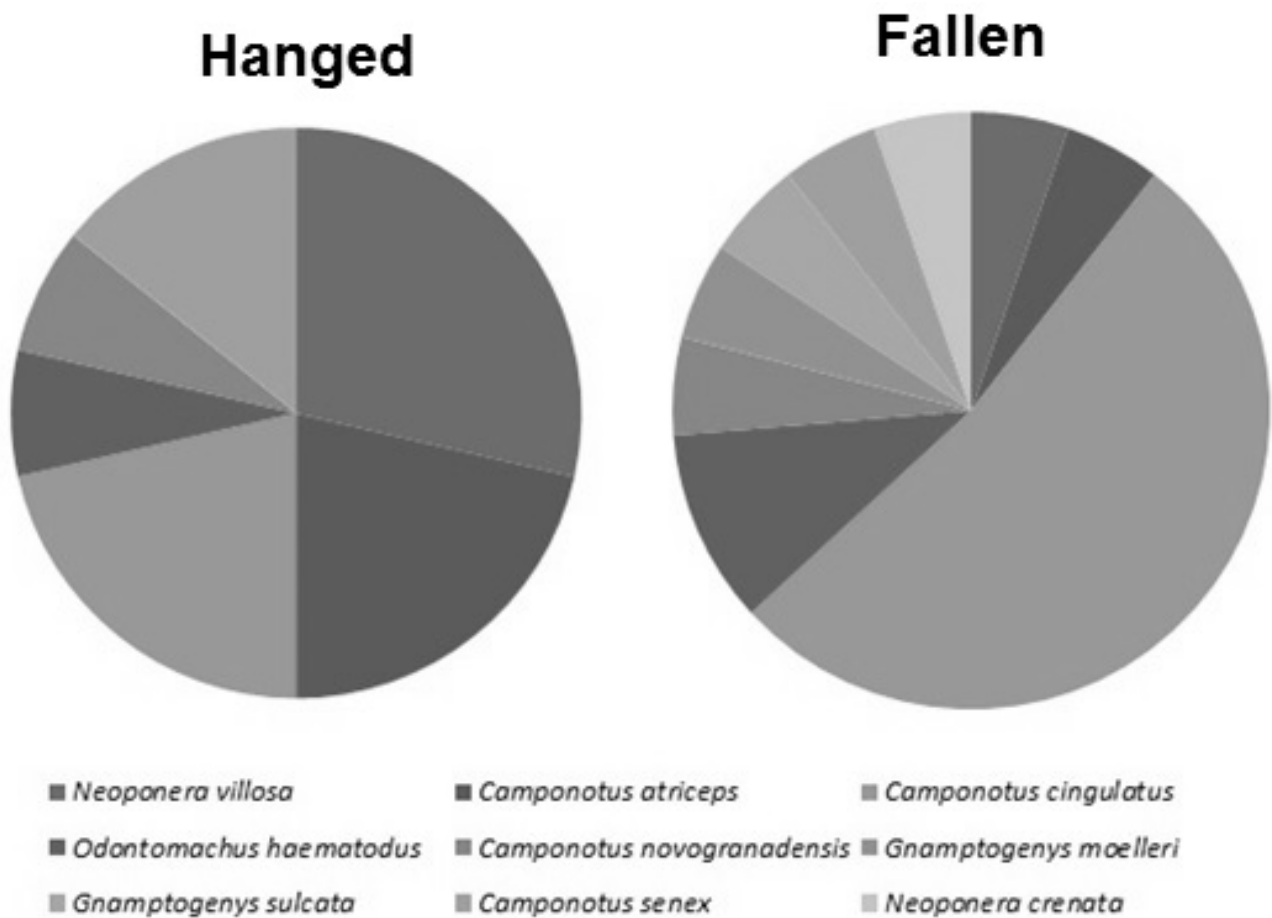 Hanged
Fallen
Neoponera villosa
Camponotus atriceps
Camponotus cingulatus
Odontomachus haematodus
Camponotus novogranadensis
Gnamptogenys moelleri
Gnamptogenys sulcata
Camponotus senex
Neoponera crenata